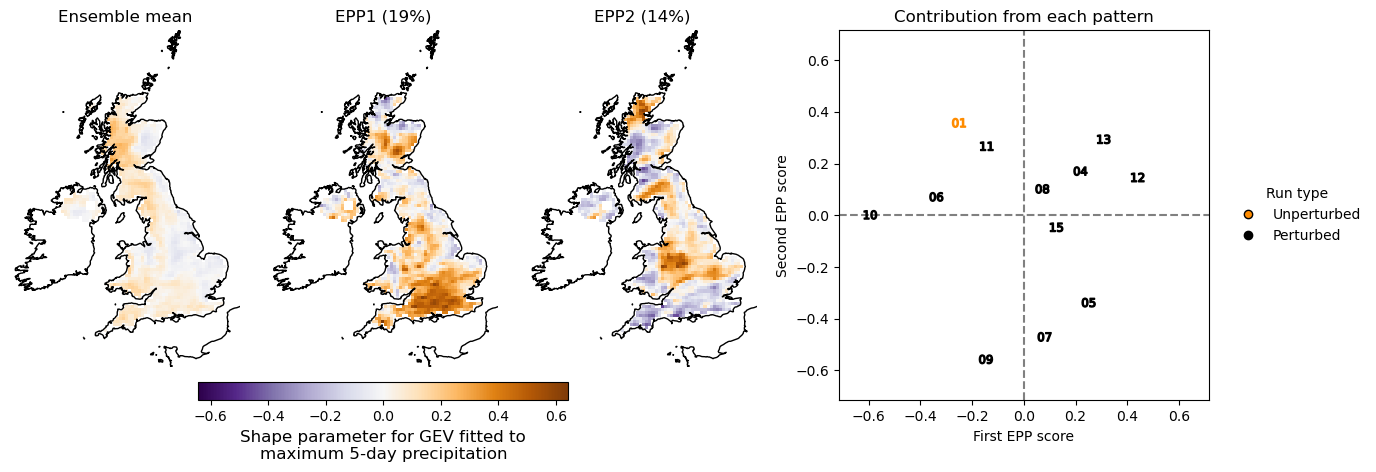 Ensemble mean
EPP1 (19%)
EPP2 (14%)
−0.6 −0.4 −0.2 0.0 0.2 0.4 0.6
Shape parameter for GEV fitted to
maximum 5-day precipitation
Contribution from each pattern
Second EPP score
0.6
0.4
0.2
0.0
−0.2
−0.4
−0.6
01
13
11
04
12
08
06
10
15
05
07
09
−0.6 −0.4 −0.2 0.0 0.2 0.4 0.6
First EPP score
Run type
Unperturbed
Perturbed